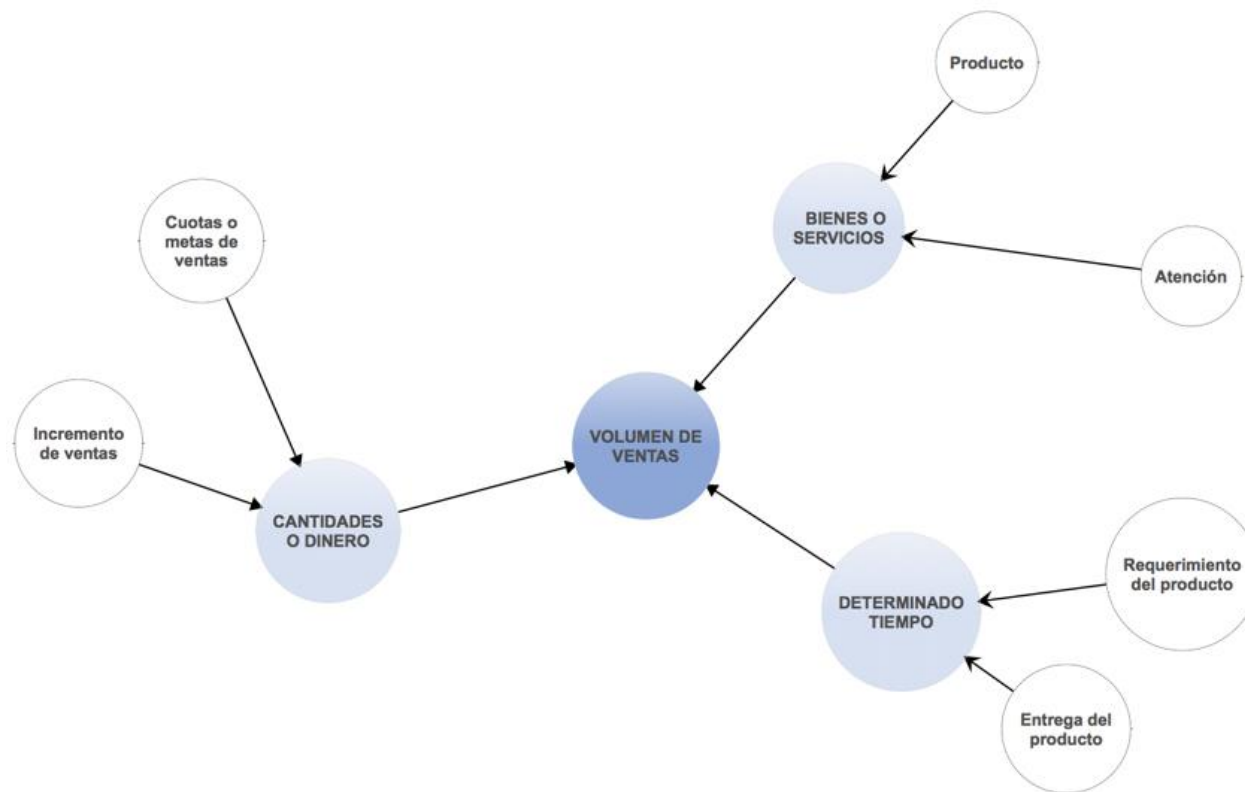 Producto
BIENES O
SERVICIOS
Atención
Cuotas o
metas de
ventas
Incremento
de ventas
VOLUMEN DE
VENTAS
CANTIDADES
O DINERO
DETERMINADO
TIEMPO
Requerimiento
del producto
Entrega del
producto